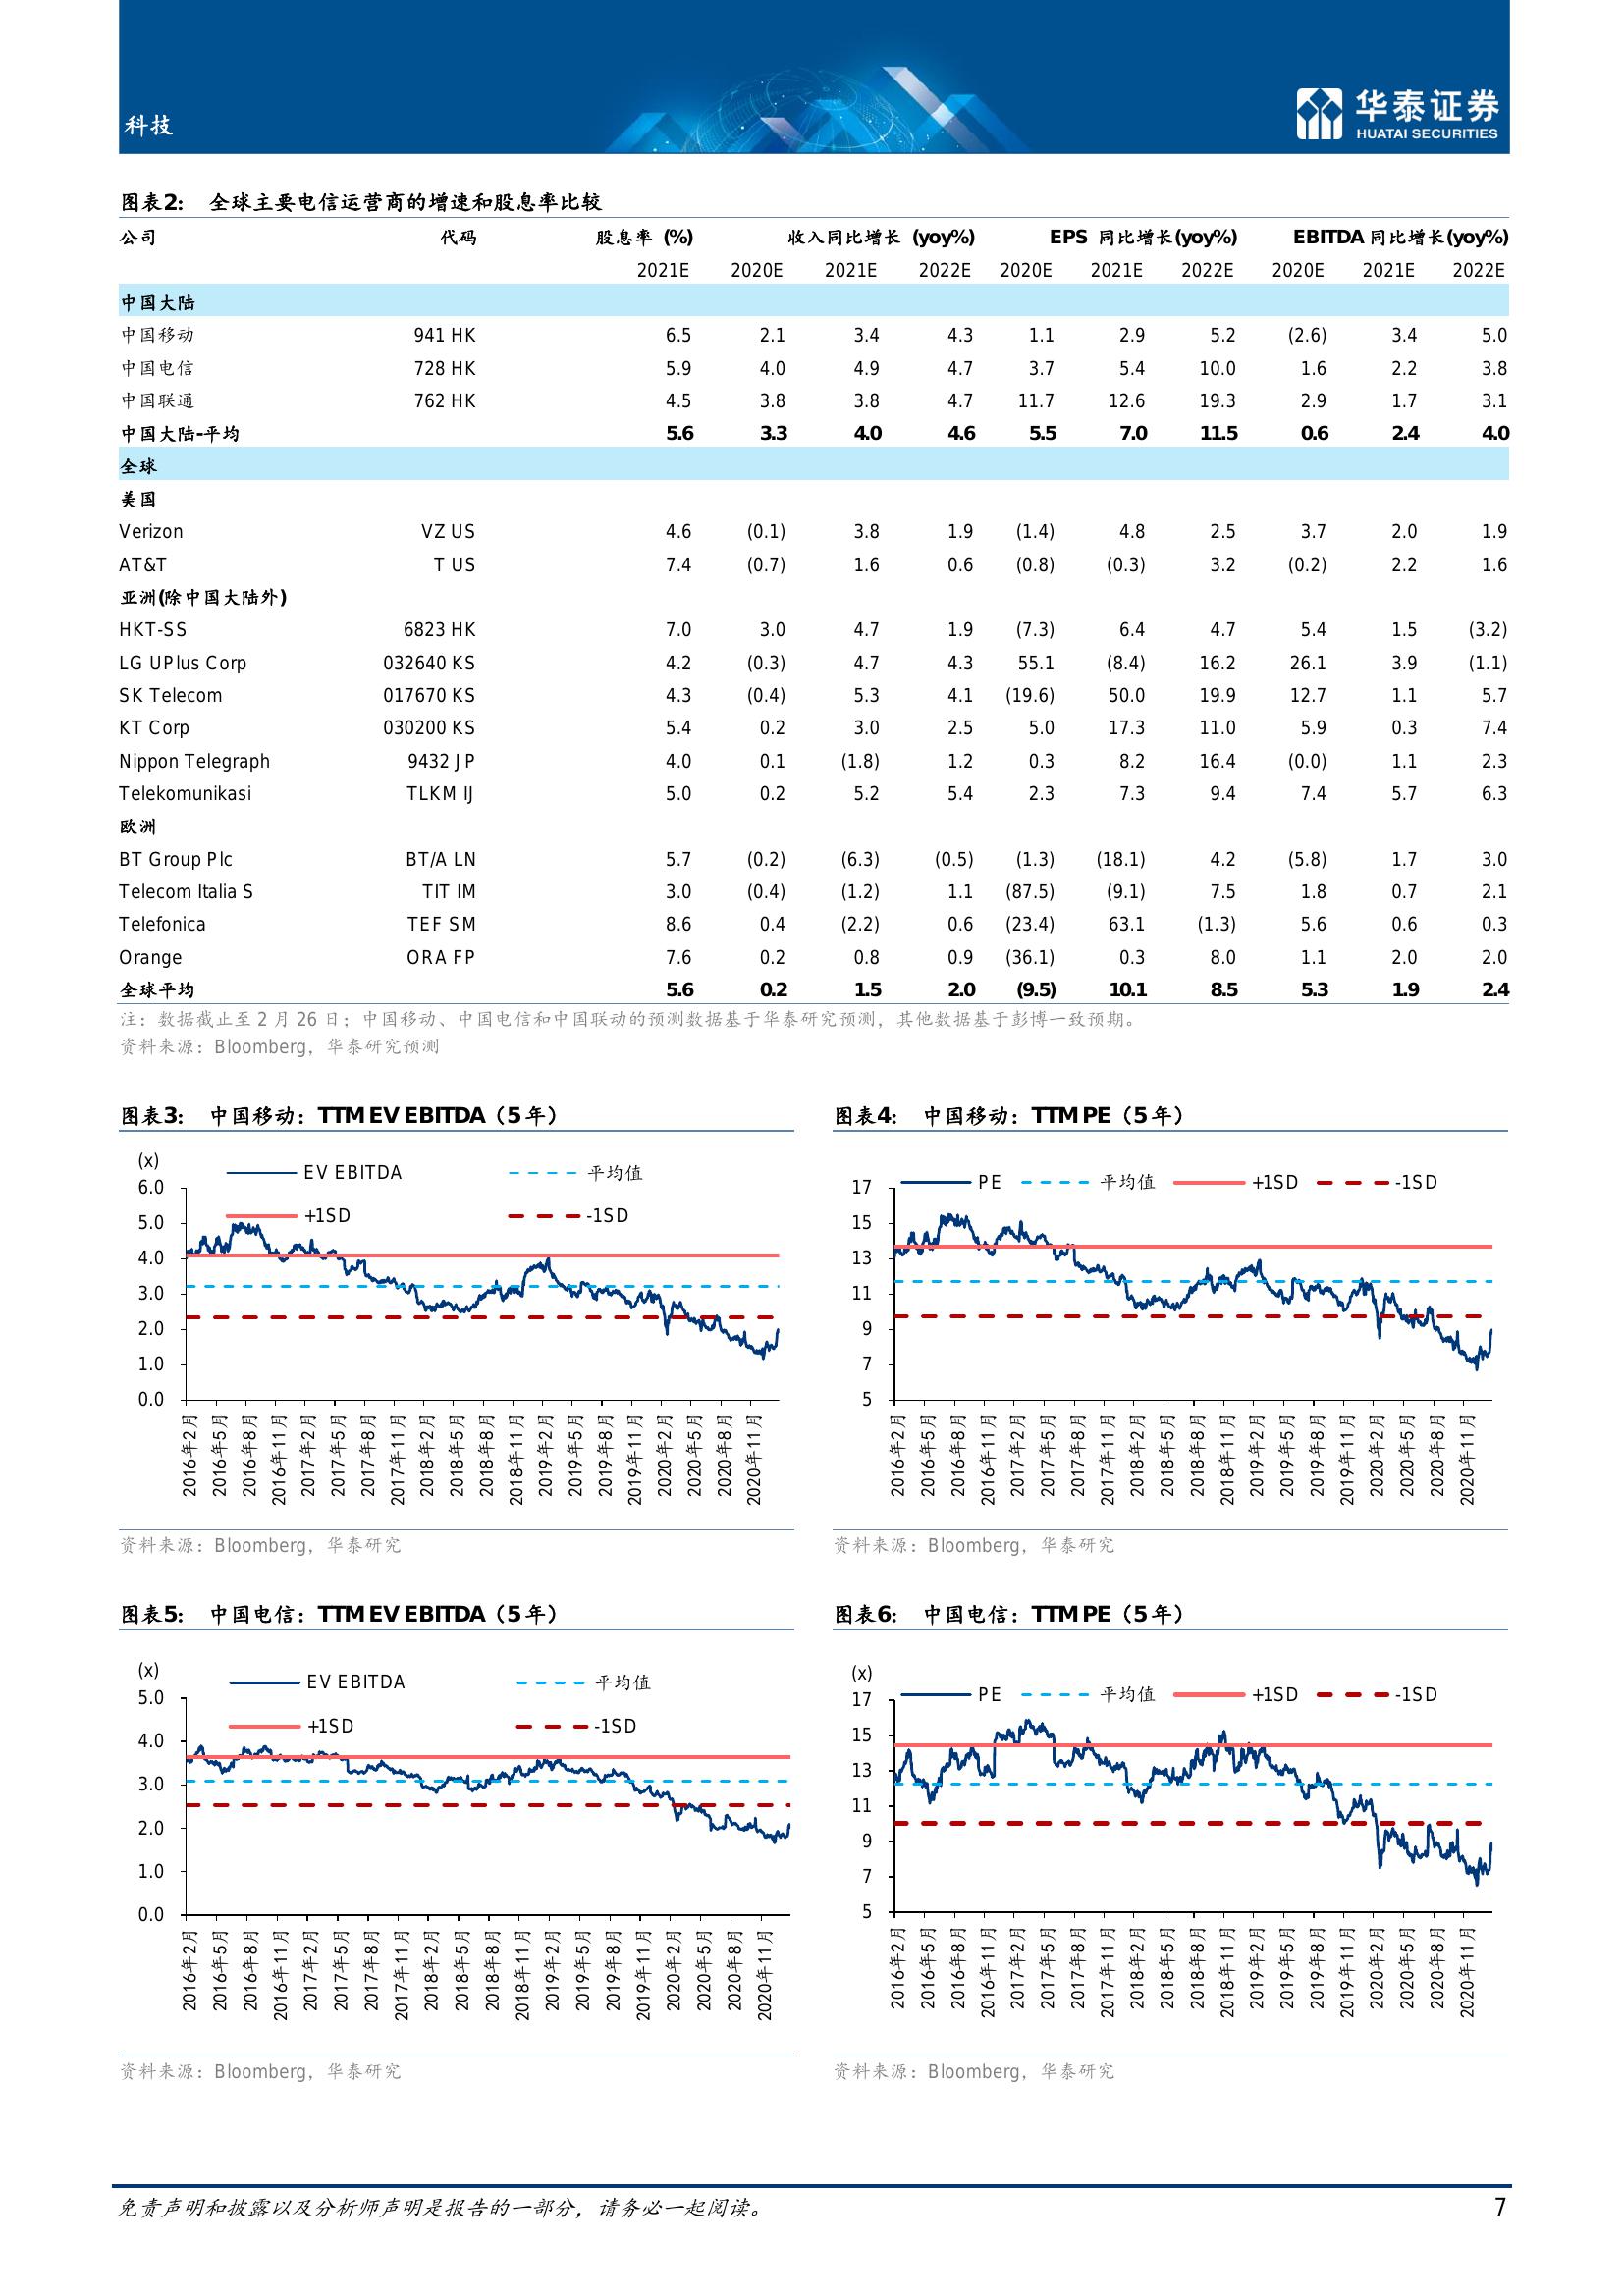 科技
华泰证券
HUATAI SECURITIES
图表2： 全球主要电信运营商的增速和股息率比较
公司 代码 股息率 (%) 收入同比增长 (yoy%) EPS 同比增长(yoy%) EBITDA 同比增长(yoy%)
2021E 2020E 2021E 2022E 2020E 2021E 2022E 2020E 2021E 2022E
中国大陆
中国移动 941 HK 6.5 2.1 3.4 4.3 1.1 2.9 5.2 (2.6) 3.4 5.0
中国电信 728 HK 5.9 4.0 4.9 4.7 3.7 5.4 10.0 1.6 2.2 3.8
中国联通 762 HK 4.5 3.8 3.8 4.7 11.7 12.6 19.3 2.9 1.7 3.1
中国大陆-平均 5.6 3.3 4.0 4.6 5.5 7.0 11.5 0.6 2.4 4.0
全球
美国
Verizon VZ US 4.6 (0.1) 3.8 1.9 (1.4) 4.8 2.5 3.7 2.0 1.9
AT&T T US 7.4 (0.7) 1.6 0.6 (0.8) (0.3) 3.2 (0.2) 2.2 1.6
亚洲(除中国大陆外)
HKT-SS 6823 HK 7.0 3.0 4.7 1.9 (7.3) 6.4 4.7 5.4 1.5 (3.2)
LG UPlus Corp 032640 KS 4.2 (0.3) 4.7 4.3 55.1 (8.4) 16.2 26.1 3.9 (1.1)
SK Telecom 017670 KS 4.3 (0.4) 5.3 4.1 (19.6) 50.0 19.9 12.7 1.1 5.7
KT Corp 030200 KS 5.4 0.2 3.0 2.5 5.0 17.3 11.0 5.9 0.3 7.4
Nippon Telegraph 9432 JP 4.0 0.1 (1.8) 1.2 0.3 8.2 16.4 (0.0) 1.1 2.3
Telekomunikasi TLKM IJ 5.0 0.2 5.2 5.4 2.3 7.3 9.4 7.4 5.7 6.3
欧洲
BT Group Plc BT/A LN 5.7 (0.2) (6.3) (0.5) (1.3) (18.1) 4.2 (5.8) 1.7 3.0
Telecom Italia S TIT IM 3.0 (0.4) (1.2) 1.1 (87.5) (9.1) 7.5 1.8 0.7 2.1
Telefonica TEF SM 8.6 0.4 (2.2) 0.6 (23.4) 63.1 (1.3) 5.6 0.6 0.3
Orange ORA FP 7.6 0.2 0.8 0.9 (36.1) 0.3 8.0 1.1 2.0 2.0
全球平均 5.6 0.2 1.5 2.0 (9.5) 10.1 8.5 5.3 1.9 2.4
注：数据截止至 2 月 26 日；中国移动、中国电信和中国联动的预测数据基于华泰研究预测，其他数据基于彭博一致预期。
资料来源：Bloomberg，华泰研究预测
图表3： 中国移动：TTM EV EBITDA（5 年）
(x)
EV EBITDA 平均值
+1SD -1SD
6.0
5.0
4.0
3.0
2.0
1.0
0.0
2016年2月 2016年5月 2016年8月 2016年11月 2017年2月 2017年5月 2017年8月 2017年11月 2018年2月 2018年5月 2018年8月 2018年11月 2019年2月 2019年5月 2019年8月 2019年11月 2020年2月 2020年5月 2020年8月 2020年11月
资料来源：Bloomberg，华泰研究
图表4： 中国移动：TTM PE（5 年）
PE 平均值 +1SD -1SD
17
15
13
11
9
7
5
2016年2月 2016年5月 2016年8月 2016年11月 2017年2月 2017年5月 2017年8月 2017年11月 2018年2月 2018年5月 2018年8月 2018年11月 2019年2月 2019年5月 2019年8月 2019年11月 2020年2月 2020年5月 2020年8月 2020年11月
资料来源：Bloomberg，华泰研究
图表5： 中国电信：TTM EV EBITDA（5 年）
(x)
EV EBITDA 平均值
+1SD -1SD
5.0
4.0
3.0
2.0
1.0
0.0
2016年2月 2016年5月 2016年8月 2016年11月 2017年2月 2017年5月 2017年8月 2017年11月 2018年2月 2018年5月 2018年8月 2018年11月 2019年2月 2019年5月 2019年8月 2019年11月 2020年2月 2020年5月 2020年8月 2020年11月
资料来源：Bloomberg，华泰研究
图表6： 中国电信：TTM PE（5 年）
(x)
PE 平均值 +1SD -1SD
17
15
13
11
9
7
5
2016年2月 2016年5月 2016年8月 2016年11月 2017年2月 2017年5月 2017年8月 2017年11月 2018年2月 2018年5月 2018年8月 2018年11月 2019年2月 2019年5月 2019年8月 2019年11月 2020年2月 2020年5月 2020年8月 2020年11月
资料来源：Bloomberg，华泰研究
免责声明和披露以及分析师声明是报告的一部分，请务必一起阅读。
7